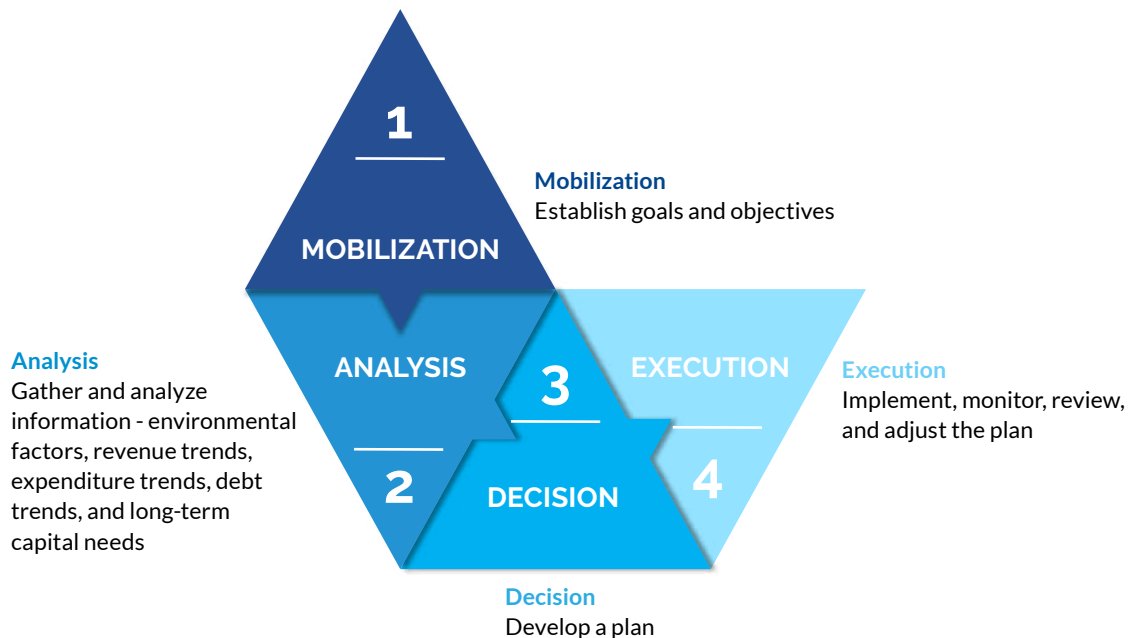 1
MOBILIZATION
Mobilization
Establish goals and objectives
ANALYSIS
2
Analysis
Gather and analyze
information - environmental
factors, revenue trends,
expenditure trends, debt
trends, and long-term
capital needs
3
DECISION
Decision
Develop a plan
EXECUTION
4
Execution
Implement, monitor, review,
and adjust the plan